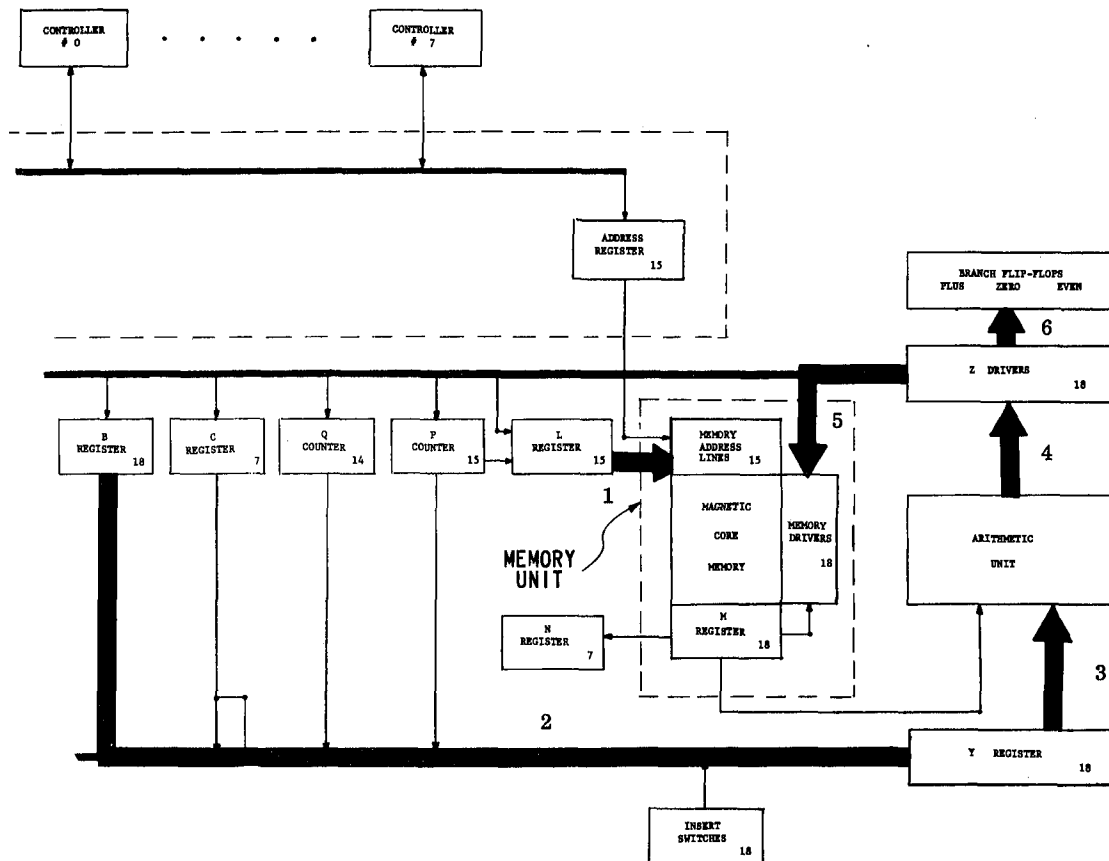 CONTROLLER
# 0
CONTROLLER
# 7
ADDRESS
REGISTER
15
BRANCH FLIP-FLOPS
PLUS ZERO EVEN
6
Z DRIVERS
18
B
REGISTER
18
C
REGISTER
7
Q
COUNTER
14
P
COUNTER
15
L
REGISTER
15
MEMORY
ADDRESS
LINES
15
5
4
1
MAGNETIC
CORE
MEMORY
MEMORY
DRIVERS
18
ARITHMETIC
UNIT
MEMORY
UNIT
N
REGISTER
7
M
REGISTER
18
3
2
Y REGISTER
18
INSERT
SWITCHES
18